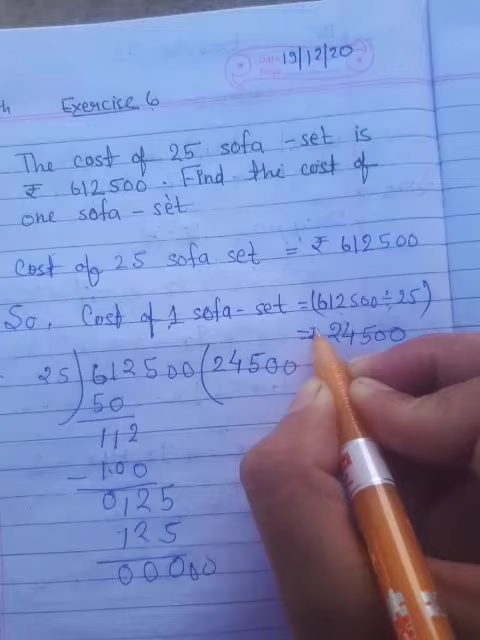 19/12/20
Exercise 6
The cost of 25 sofa-set is
₹ 612500. Find the cost of
one sofa-set
Cost of 25 sofa set = ₹ 612500
So, Cost of 1 sofa-set = (612500÷25)
= 24500
25)612500(24500
50
112
-100
0125
125
00000